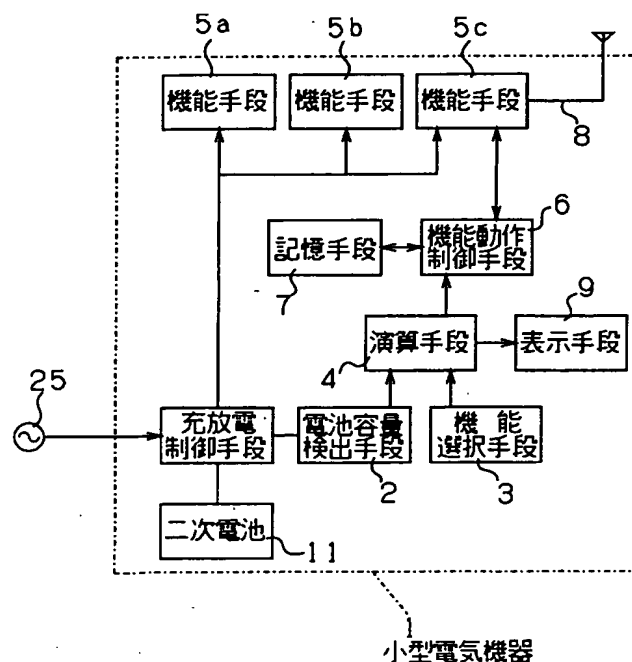 5a
5b
5c
機能手段
機能手段
機能手段
8
6
記憶手段
機能動作
制御手段
7
9
演算手段
表示手段
4
25
充放電
制御手段
電池容量
検出手段
機能
選択手段
2
3
二次電池
11
小型電気機器